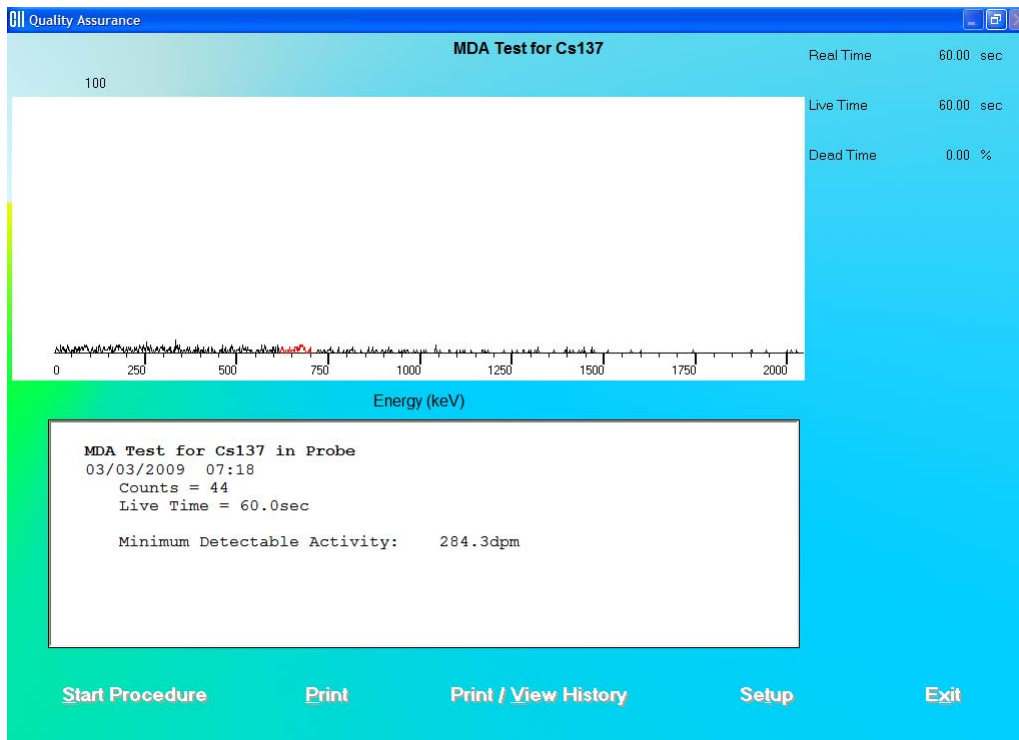 Quality Assurance
MDA Test for Cs137
Real Time 60.00 sec
100
Live Time 60.00 sec
Dead Time 0.00 %
0 250 500 750 1000 1250 1500 1750 2000
Energy (keV)
MDA Test for Cs137 in Probe
03/03/2009 07:18
Counts = 44
Live Time = 60.0sec
Minimum Detectable Activity: 284.3dpm
Start Procedure Print Print / View History Setup Exit